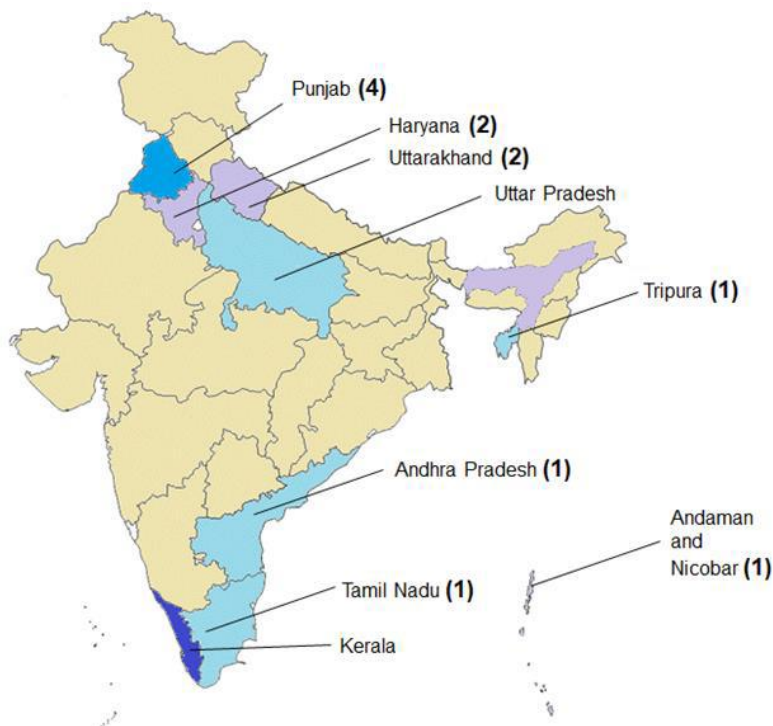 Punjab (4)
Haryana (2)
Uttarakhand (2)
Uttar Pradesh
Tripura (1)
Andhra Pradesh (1)
Andaman
and
Nicobar (1)
Tamil Nadu (1)
Kerala